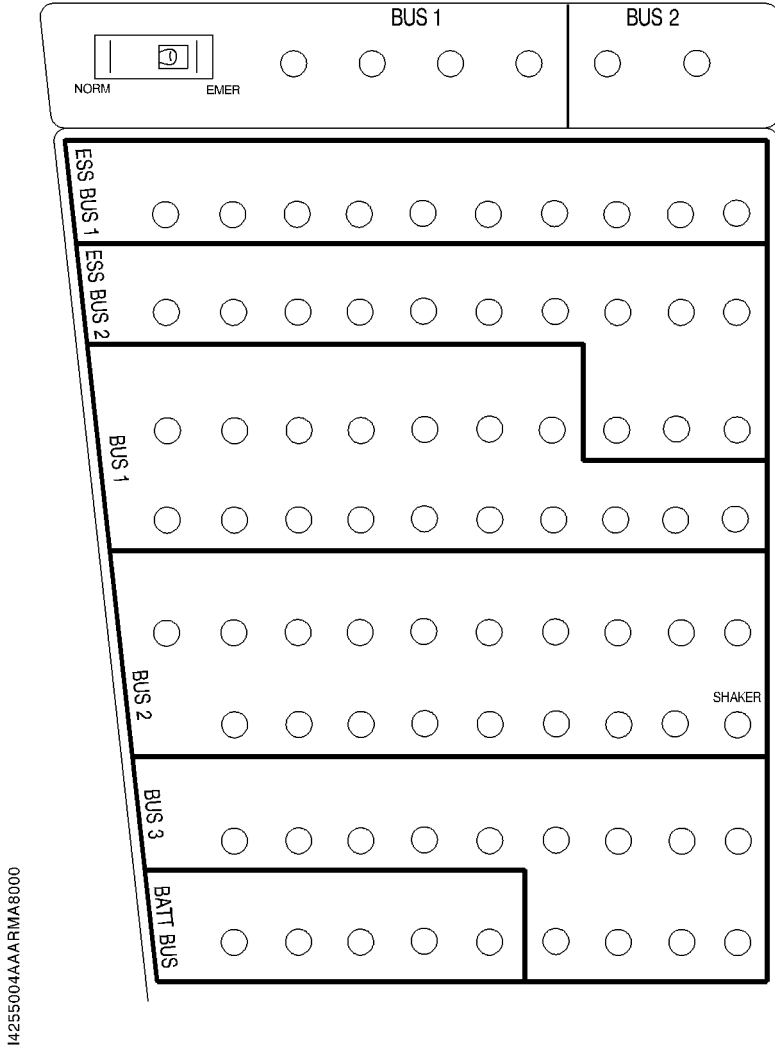 BUS 1
BUS 2
NORM
EMER
ESS BUS 1
ESS BUS 2
BUS 1
BUS 2
SHAKER
BUS 3
BATT BUS
I4255004AAARMA8000